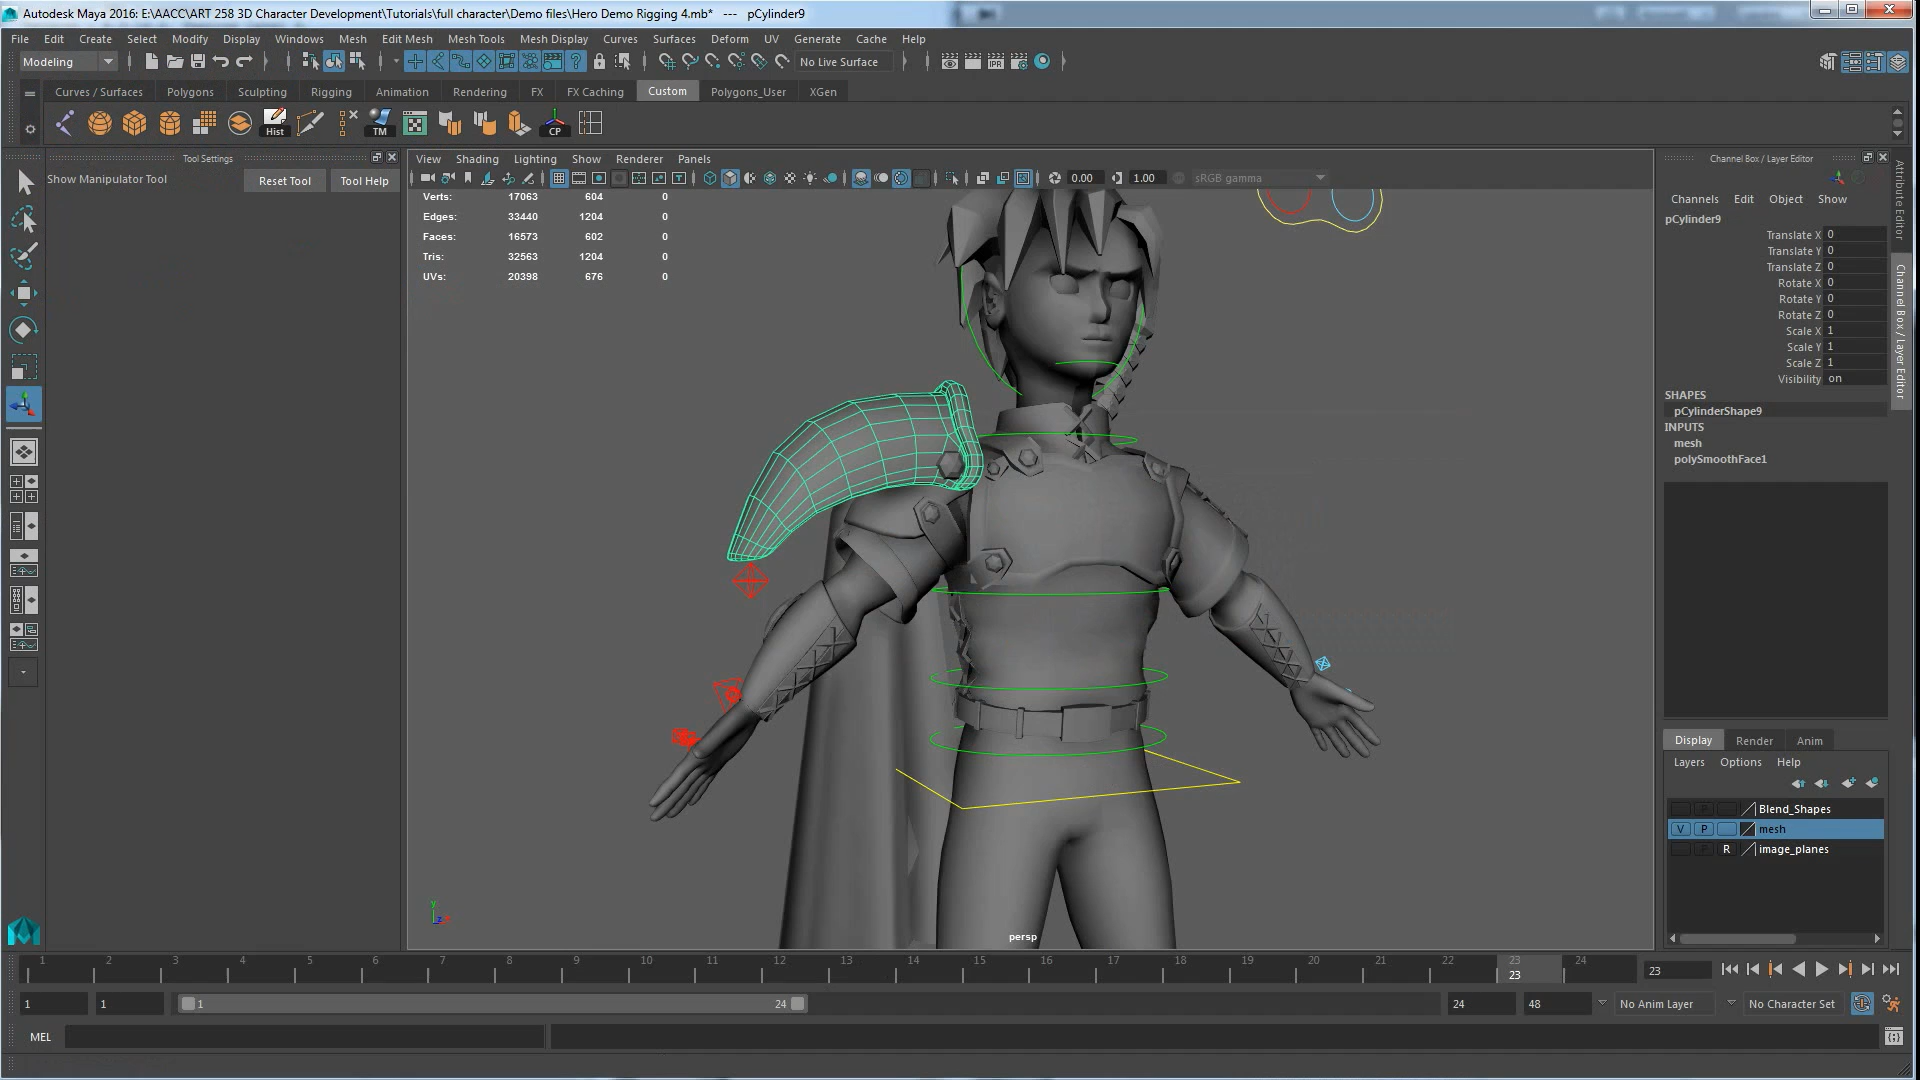 Autodesk Maya 2016: E:\AACC\ART 258 3D Character Development\Tutorials\full character\Demo files\Hero Demo Rigging 4.mb* --- pCylinder9
File Edit Create Select Modify Display Windows Mesh Edit Mesh Mesh Tools Mesh Display Curves Surfaces Deform UV Generate Cache Help
Modeling No Live Surface IPR
Curves / Surfaces Polygons Sculpting Rigging Animation Rendering FX FX Caching Custom Polygons_User XGen
Hist TM CP
Tool Settings
Show Manipulator Tool Reset Tool Tool Help
View Shading Lighting Show Renderer Panels
0.00 1.00 sRGB gamma
Verts: 17063 604 0
Edges: 33440 1204 0
Faces: 16573 602 0
Tris: 32563 1204 0
UVs: 20398 676 0
y
z
persp
Channel Box / Layer Editor
Channels Edit Object Show
pCylinder9
Translate X 0
Translate Y 0
Translate Z 0
Rotate X 0
Rotate Y 0
Rotate Z 0
Scale X 1
Scale Y 1
Scale Z 1
Visibility on
SHAPES
pCylinderShape9
INPUTS
mesh
polySmoothFace1
Attribute Editor
Channel Box / Layer Editor
Display Render Anim
Layers Options Help
P Blend_Shapes
V P mesh
P R image_planes
1 2 3 4 5 6 7 8 9 10 11 12 13 14 15 16 17 18 19 20 21 22 23 24
23
23
1 1 1 24 24 48 No Anim Layer No Character Set
MEL